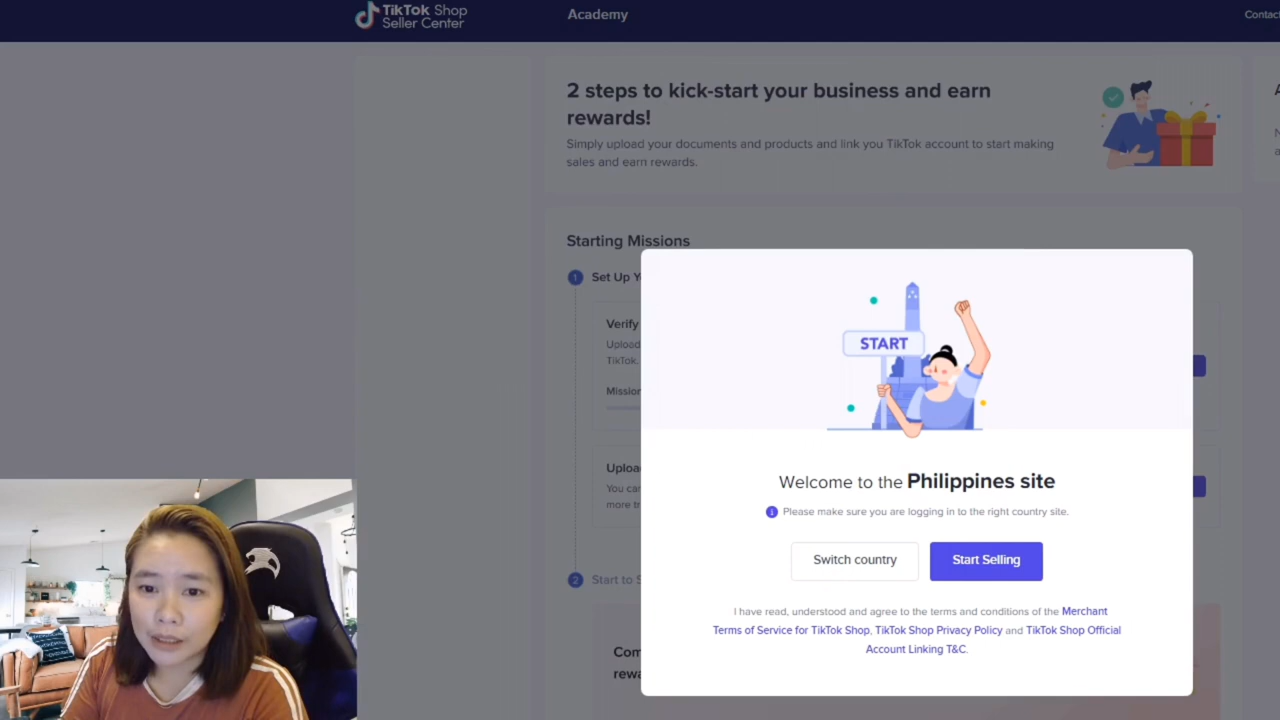 TikTok Shop
Seller Center
Academy
Contact
2 steps to kick-start your business and earn
rewards!
Simply upload your documents and products and link you TikTok account to start making
sales and earn rewards.
Starting Missions
1 Set Up
Verify
Upload
TikTok.
Mission
Uploa
You can
more tr
2 Start to S
Com
rewa
START
Welcome to the Philippines site
Please make sure you are logging in to the right country site.
Switch country
Start Selling
I have read, understood and agree to the terms and conditions of the Merchant
Terms of Service for TikTok Shop, TikTok Shop Privacy Policy and TikTok Shop Official
Account Linking T&C.